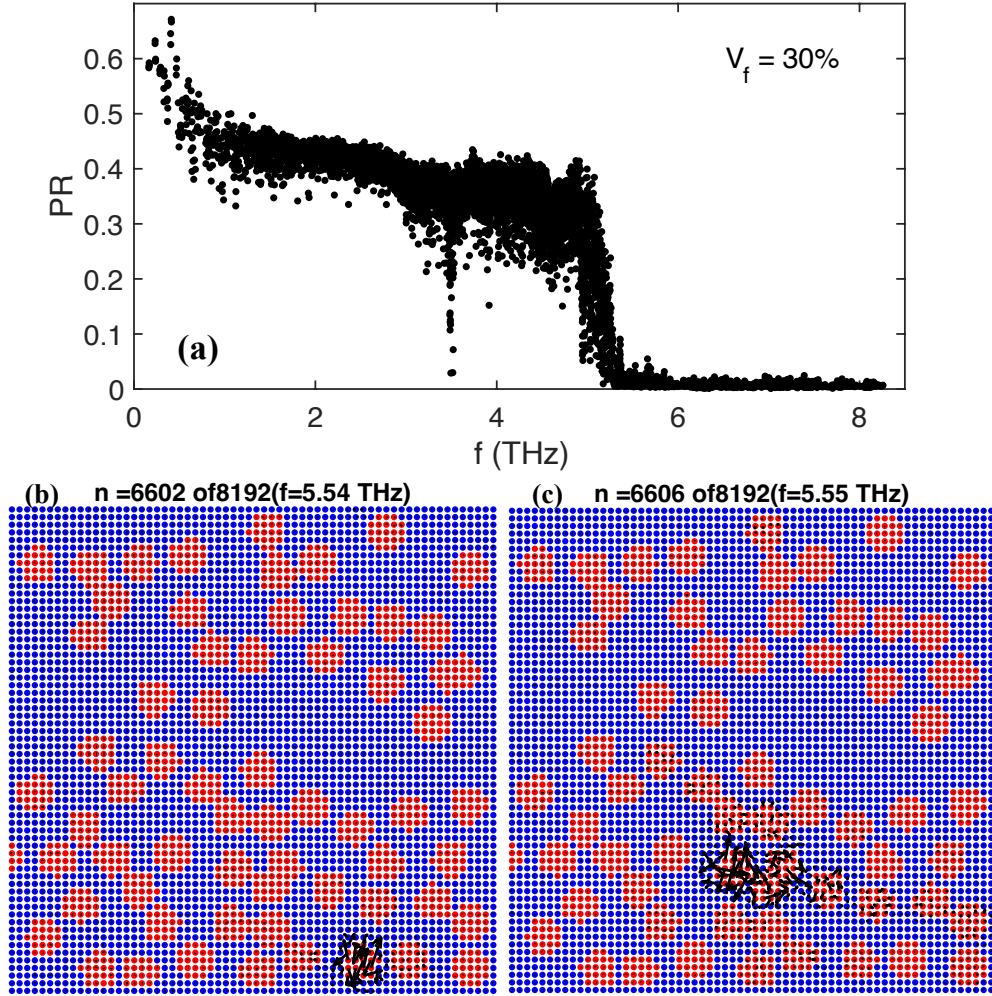 V_f = 30%
0.6
0.5
0.4
0.3
0.2
0.1
0
PR
(a)
0 2 4 6 8
f (THz)
(b) n =6602 of8192(f=5.54 THz)
(c) n =6606 of8192(f=5.55 THz)